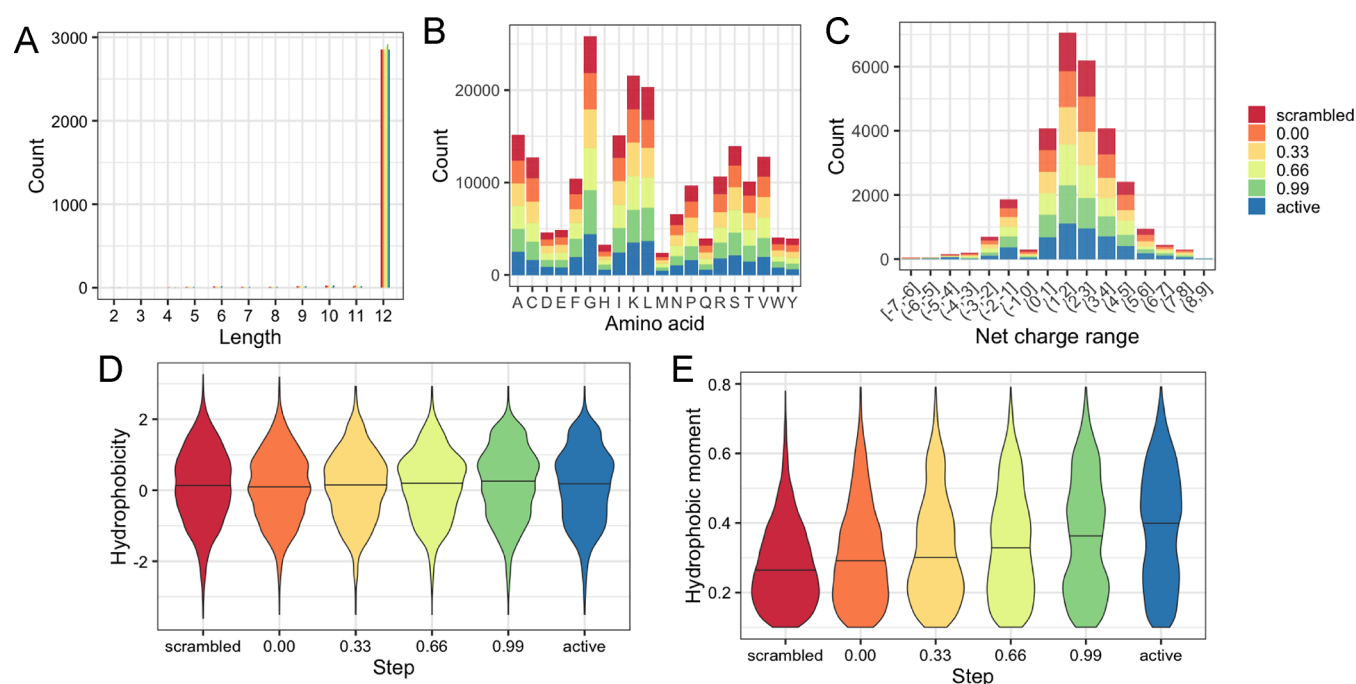 A
3000
2000
1000
0
Count
2 3 4 5 6 7 8 9 10 11 12
Length
B
20000
10000
0
Count
A C D E F G H I K L M N P Q R S T V W Y
Amino acid
C
6000
4000
2000
0
Count
[-7,-6] (-6,-5] (-5,-4] (-4,-3] (-3,-2] (-2,-1] (-1,0] (0,1] (1,2] (2,3] (3,4] (4,5] (5,6] (6,7] (7,8] (8,9]
Net charge range
scrambled
0.00
0.33
0.66
0.99
active
D
2
0
-2
Hydrophobicity
scrambled 0.00 0.33 0.66 0.99 active
Step
E
0.8
0.6
0.4
0.2
Hydrophobic moment
scrambled 0.00 0.33 0.66 0.99 active
Step